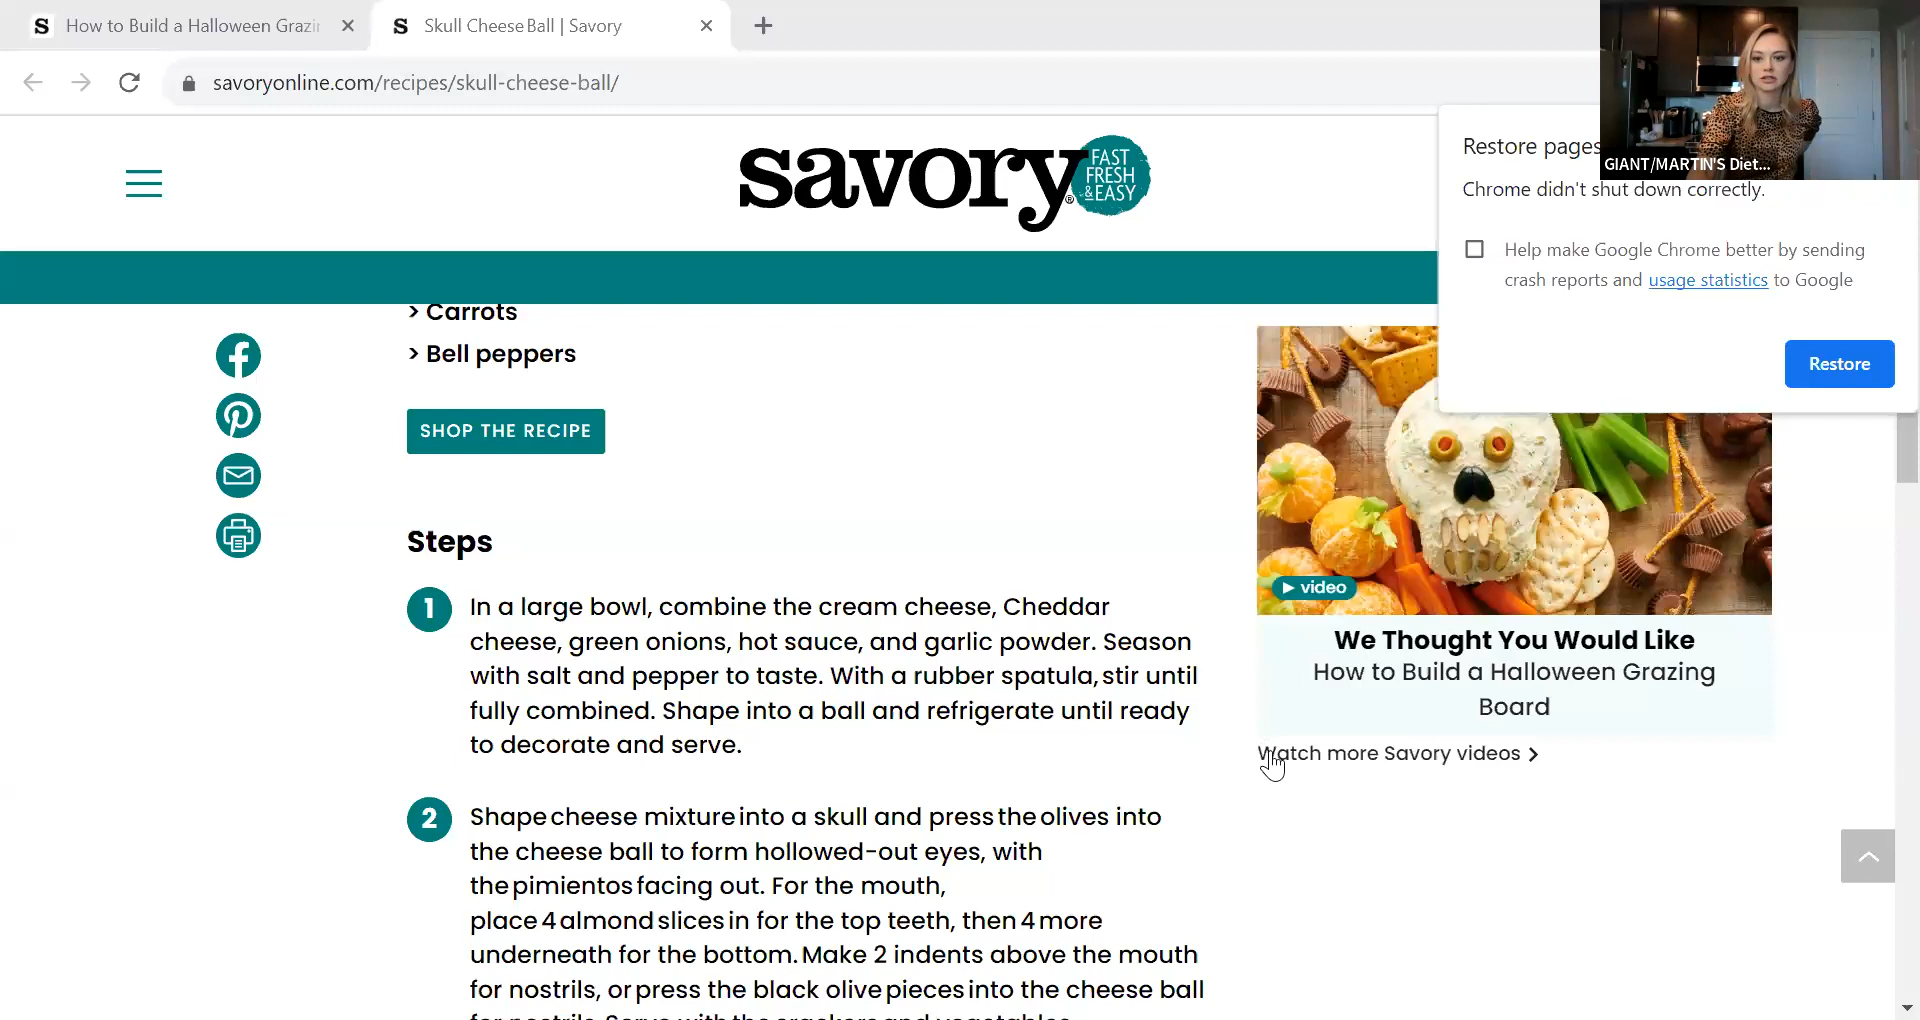 S How to Build a Halloween Grazi
S Skull Cheese Ball | Savory
savoryonline.com/recipes/skull-cheese-ball/
savory®
FAST
FRESH
& EASY
GIANT/MARTIN'S Diet...
Restore pages
Chrome didn't shut down correctly.
Help make Google Chrome better by sending
crash reports and usage statistics to Google
Restore
> Carrots
> Bell peppers
SHOP THE RECIPE
Steps
1 In a large bowl, combine the cream cheese, Cheddar
cheese, green onions, hot sauce, and garlic powder. Season
with salt and pepper to taste. With a rubber spatula, stir until
fully combined. Shape into a ball and refrigerate until ready
to decorate and serve.
2 Shape cheese mixture into a skull and press the olives into
the cheese ball to form hollowed-out eyes, with
the pimientos facing out. For the mouth,
place 4 almond slices in for the top teeth, then 4 more
underneath for the bottom. Make 2 indents above the mouth
for nostrils, or press the black olive pieces into the cheese ball
for nostrils. Serve with the crackers and vegetables.
video
We Thought You Would Like
How to Build a Halloween Grazing
Board
Watch more Savory videos >